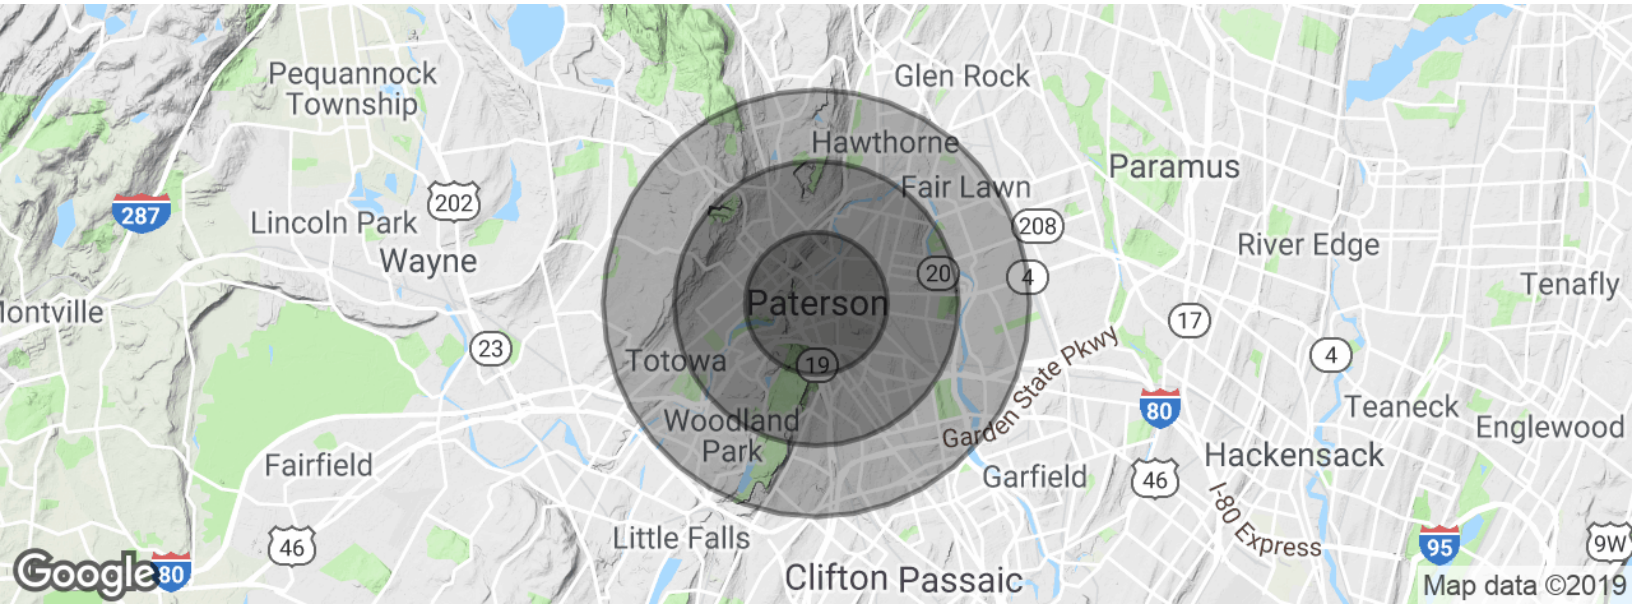 Glen Rock
Pequannock
Township
Hawthorne
Paramus
Fair Lawn
202
287
Lincoln Park
208
River Edge
Wayne
20
4
Tenafly
Paterson
Montville
17
23
4
Totowa
19
Garden State Pkwy
80
Teaneck
Woodland
Park
Englewood
Hackensack
Fairfield
Garfield
46
I-80 Express
Little Falls
46
95
9W
Google
80
Clifton
Passaic
Map data ©2019